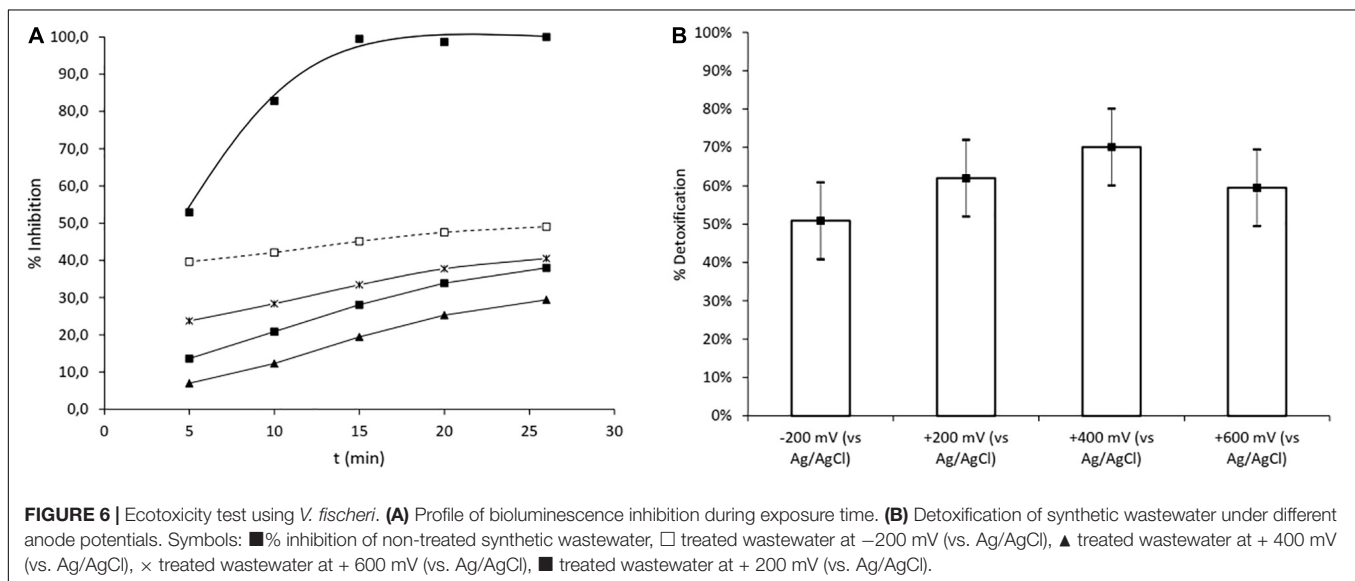 A
100,0
90,0
80,0
70,0
60,0
50,0
40,0
30,0
20,0
10,0
0,0
% Inhibition
0
5
10
15
20
25
30
t (min)
B
100%
90%
80%
70%
60%
50%
40%
30%
20%
10%
0%
% Detoxification
-200 mV (vs
Ag/AgCl)
+200 mV (vs
Ag/AgCl)
+400 mV (vs
Ag/AgCl)
+600 mV (vs
Ag/AgCl)
FIGURE 6 | Ecotoxicity test using V. fischeri. (A) Profile of bioluminescence inhibition during exposure time. (B) Detoxification of synthetic wastewater under different
anode potentials. Symbols: ■% inhibition of non-treated synthetic wastewater, □ treated wastewater at −200 mV (vs. Ag/AgCl), ▲ treated wastewater at + 400 mV
(vs. Ag/AgCl), × treated wastewater at + 600 mV (vs. Ag/AgCl), ■ treated wastewater at + 200 mV (vs. Ag/AgCl).